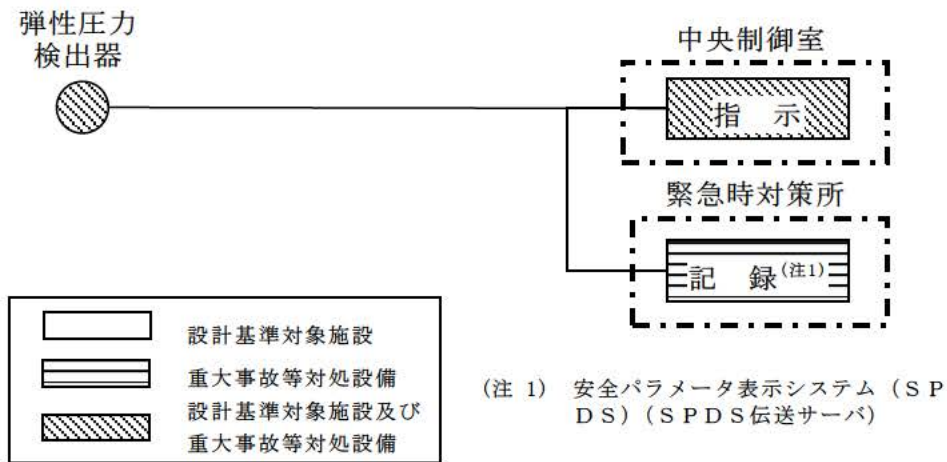 弾性圧力
検出器
中央制御室
指 示
緊急時対策所
記 録(注1)
設計基準対象施設
重大事故等対処設備
設計基準対象施設及び
重大事故等対処設備
(注 1) 安全パラメータ表示システム(SP
DS)(SPDS伝送サーバ)